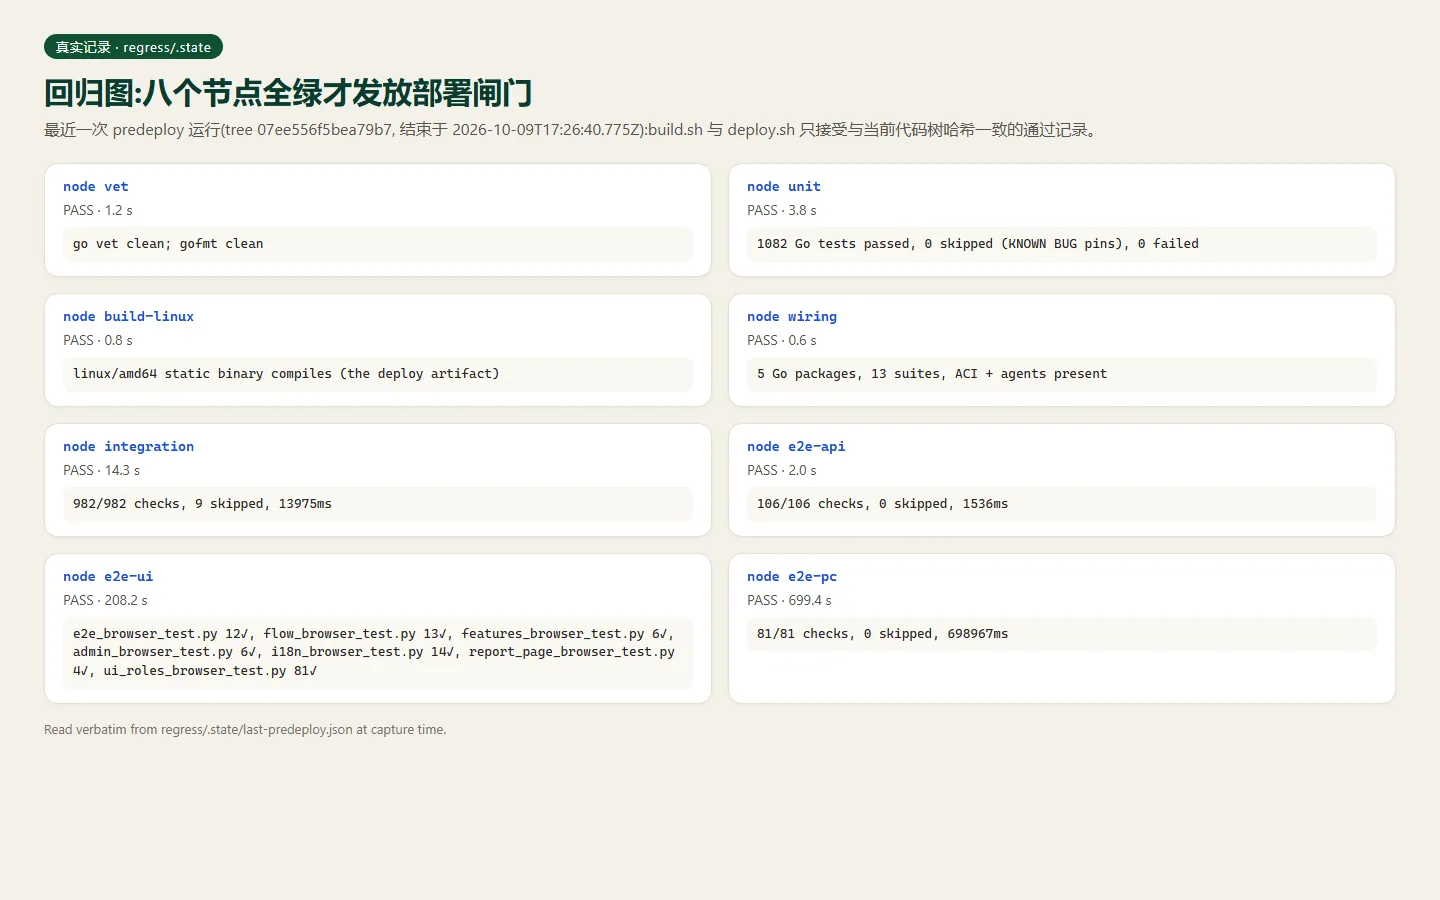 真实记录 · regress/.state
回归图:八个节点全绿才发放部署闸门
最近一次 predeploy 运行(tree 07ee556f5bea79b7, 结束于 2026-10-09T17:26:40.775Z):build.sh 与 deploy.sh 只接受与当前代码树哈希一致的通过记录。
node vet
PASS · 1.2 s
go vet clean; gofmt clean
node unit
PASS · 3.8 s
1082 Go tests passed, 0 skipped (KNOWN BUG pins), 0 failed
node build-linux
PASS · 0.8 s
linux/amd64 static binary compiles (the deploy artifact)
node wiring
PASS · 0.6 s
5 Go packages, 13 suites, ACI + agents present
node integration
PASS · 14.3 s
982/982 checks, 9 skipped, 13975ms
node e2e-api
PASS · 2.0 s
106/106 checks, 0 skipped, 1536ms
node e2e-ui
PASS · 208.2 s
e2e_browser_test.py 12✓, flow_browser_test.py 13✓, features_browser_test.py 6✓,
admin_browser_test.py 6✓, i18n_browser_test.py 14✓, report_page_browser_test.py
4✓, ui_roles_browser_test.py 81✓
node e2e-pc
PASS · 699.4 s
81/81 checks, 0 skipped, 698967ms
Read verbatim from regress/.state/last-predeploy.json at capture time.